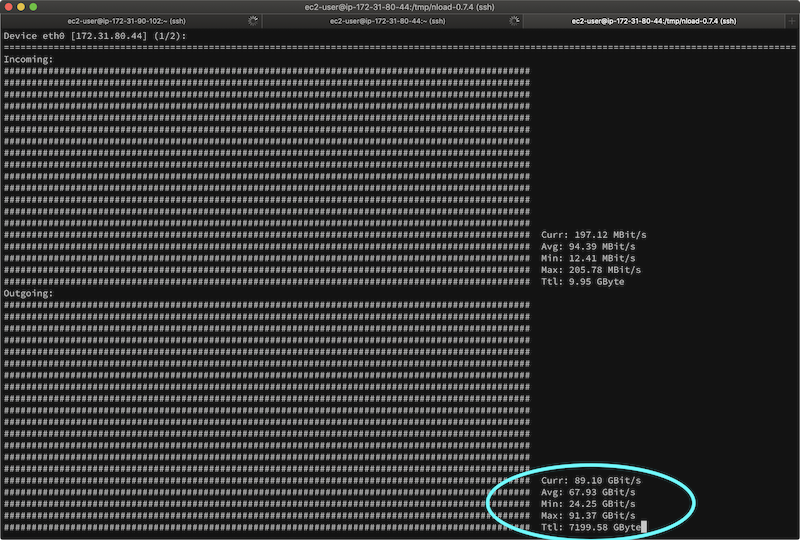 ec2-user@ip-172-31-80-44:/tmp/nload-0.7.4 (ssh)
ec2-user@ip-172-31-90-102:~ (ssh)
ec2-user@ip-172-31-80-44:~ (ssh)
ec2-user@ip-172-31-80-44:/tmp/nload-0.7.4 (ssh)
Device eth0 [172.31.80.44] (1/2):
Incoming:
Curr: 197.12 MBit/s
Avg: 94.39 MBit/s
Min: 12.41 MBit/s
Max: 205.78 MBit/s
Ttl: 9.95 GByte
Outgoing:
Curr: 89.10 GBit/s
Avg: 67.93 GBit/s
Min: 24.25 GBit/s
Max: 91.37 GBit/s
Ttl: 7199.58 GByte